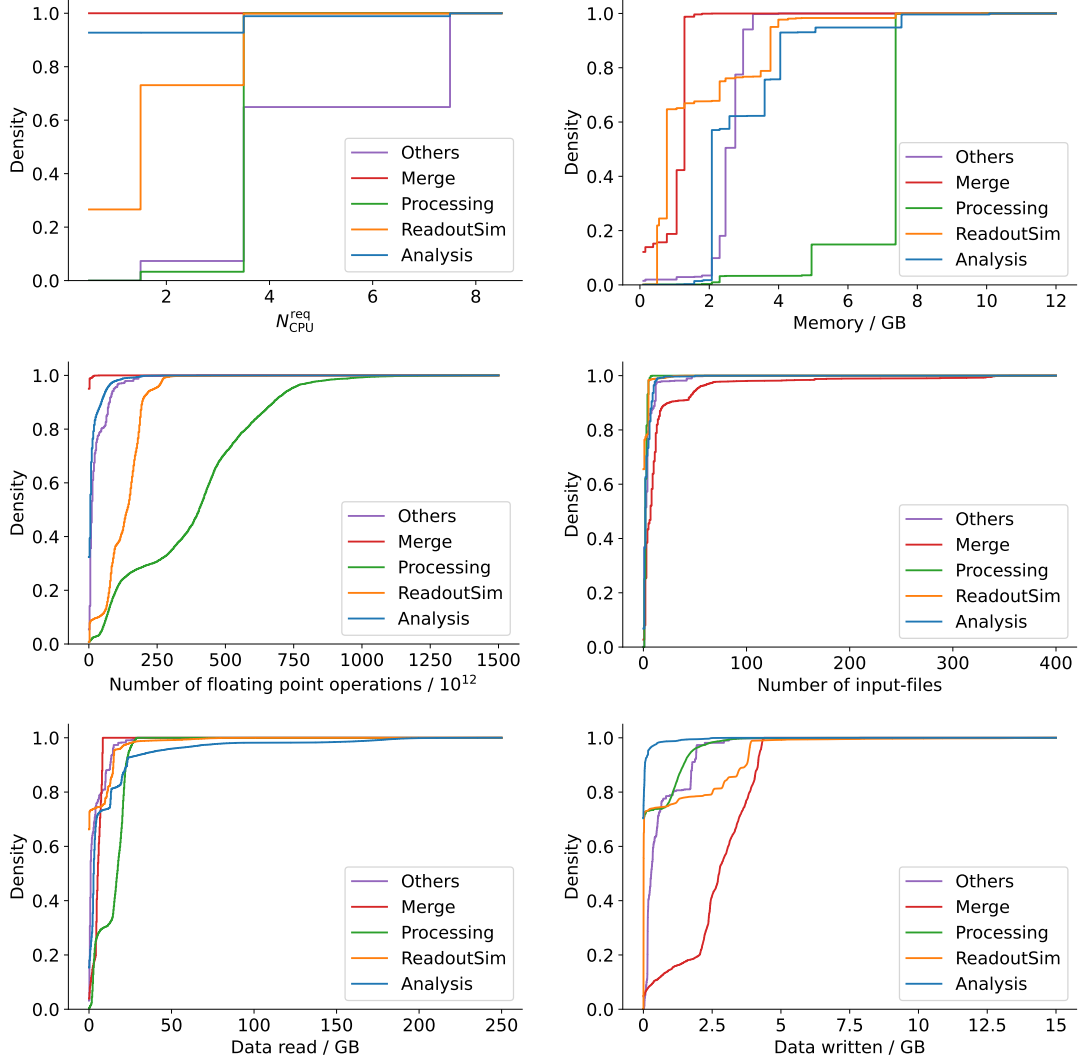 1.0
0.8
0.6
0.4
0.2
0.0
Density
Others
Merge
Processing
ReadoutSim
Analysis
2 4 6 8
N_CPU^req
1.0
0.8
0.6
0.4
0.2
0.0
Density
Others
Merge
Processing
ReadoutSim
Analysis
0 2 4 6 8 10 12
Memory / GB
1.0
0.8
0.6
0.4
0.2
0.0
Density
Others
Merge
Processing
ReadoutSim
Analysis
0 250 500 750 1000 1250 1500
Number of floating point operations / 10¹²
1.0
0.8
0.6
0.4
0.2
0.0
Density
Others
Merge
Processing
ReadoutSim
Analysis
0 100 200 300 400
Number of input-files
1.0
0.8
0.6
0.4
0.2
0.0
Density
Others
Merge
Processing
ReadoutSim
Analysis
0 50 100 150 200 250
Data read / GB
1.0
0.8
0.6
0.4
0.2
0.0
Density
Others
Merge
Processing
ReadoutSim
Analysis
0 2.5 5 7.5 10 12.5 15
Data written / GB